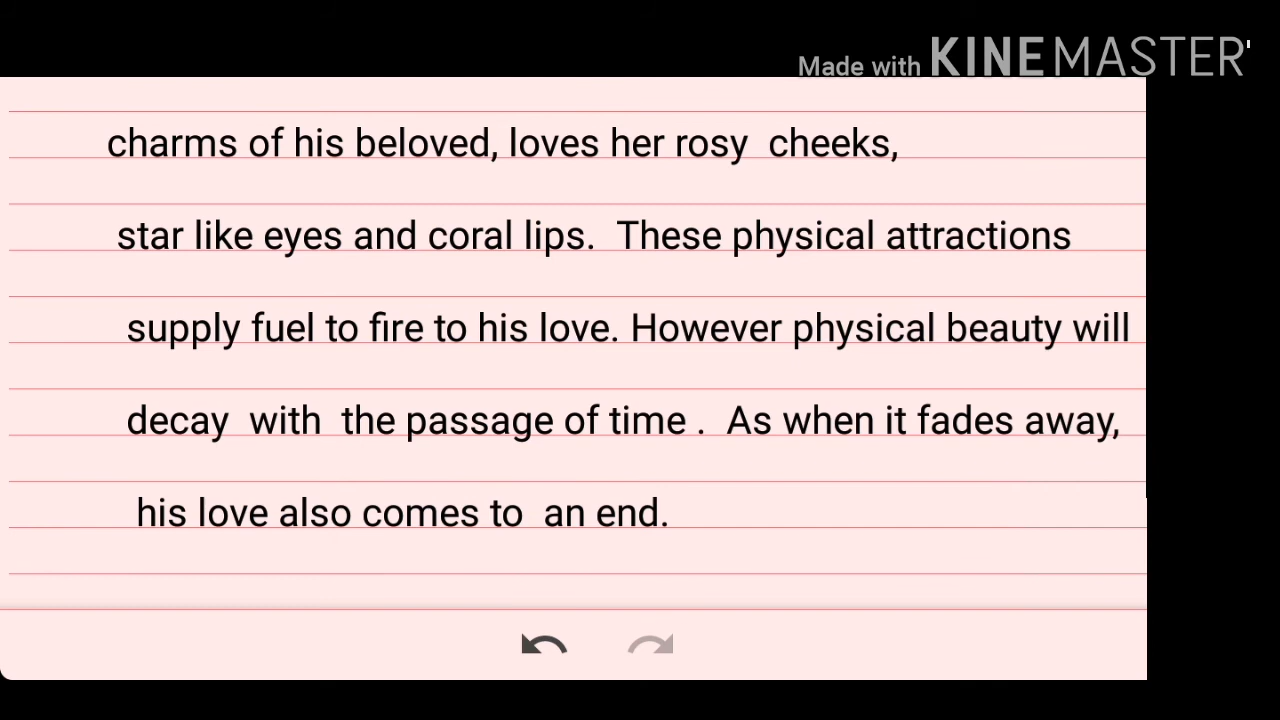 Made with KINEMASTER
charms of his beloved, loves her rosy cheeks,
star like eyes and coral lips. These physical attractions
supply fuel to fire to his love. However physical beauty will
decay with the passage of time . As when it fades away,
his love also comes to an end.